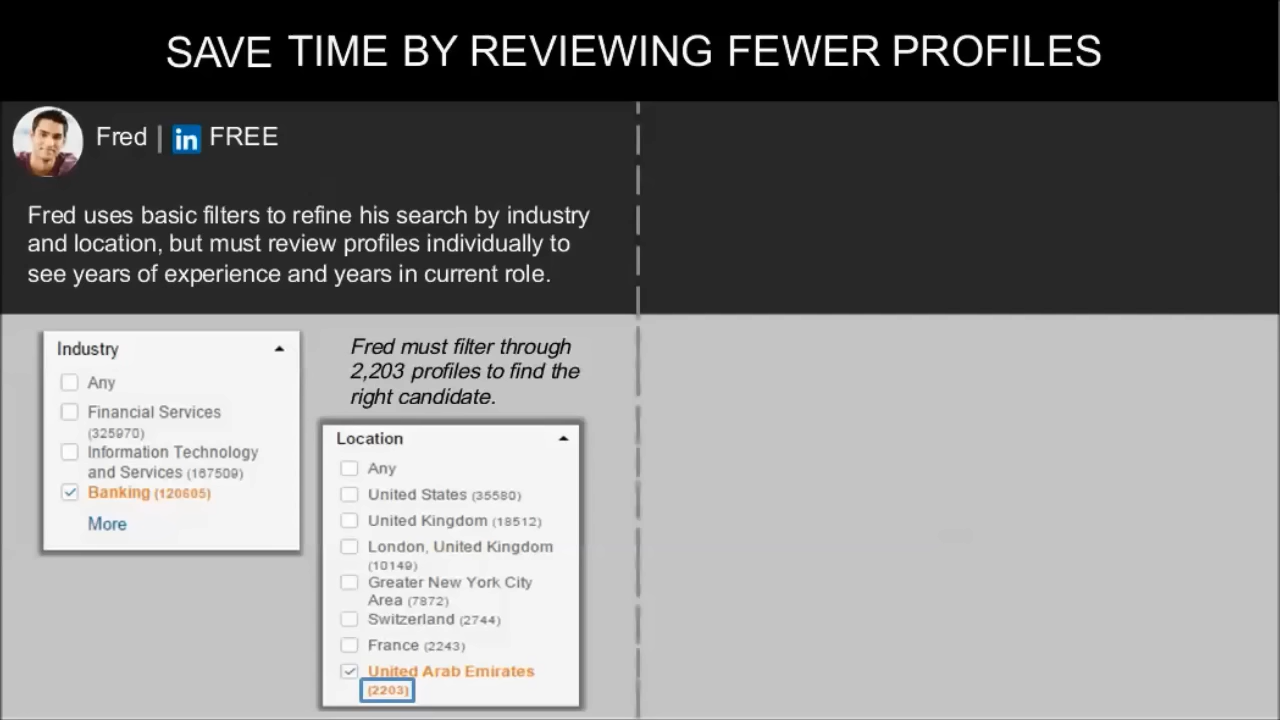 SAVE TIME BY REVIEWING FEWER PROFILES
Fred | in FREE
Fred uses basic filters to refine his search by industry
and location, but must review profiles individually to
see years of experience and years in current role.
Industry
Any
Financial Services
(325970)
Information Technology
and Services (167509)
Banking (120605)
More
Fred must filter through
2,203 profiles to find the
right candidate.
Location
Any
United States (35580)
United Kingdom (18512)
London, United Kingdom
(10149)
Greater New York City
Area (7872)
Switzerland (2744)
France (2243)
United Arab Emirates
(2203)